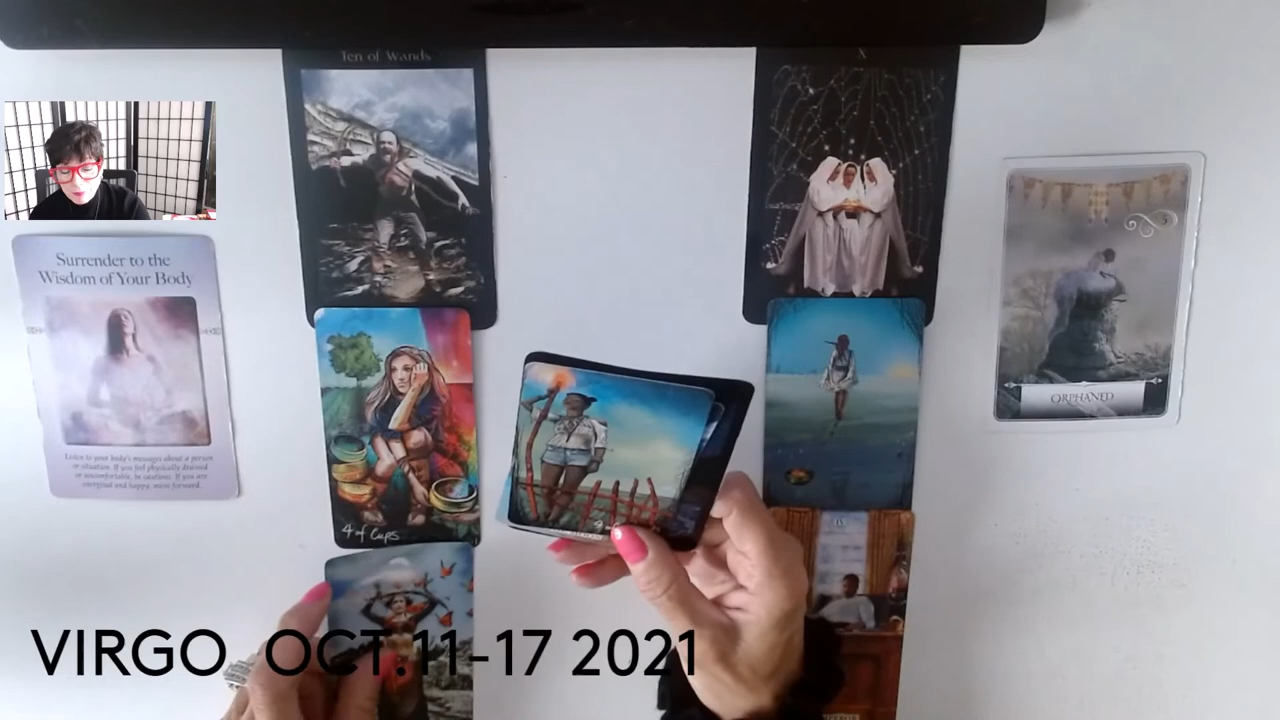 Ten of Wands
X
Surrender to the
Wisdom of Your Body
Listen to your body's messages about a person
or situation. If you feel physically drained
or uncomfortable, be cautious. If you are
energized and happy, move forward.
5
ORPHANED
4 of Cups
VIRGO OCT.11-17 2021